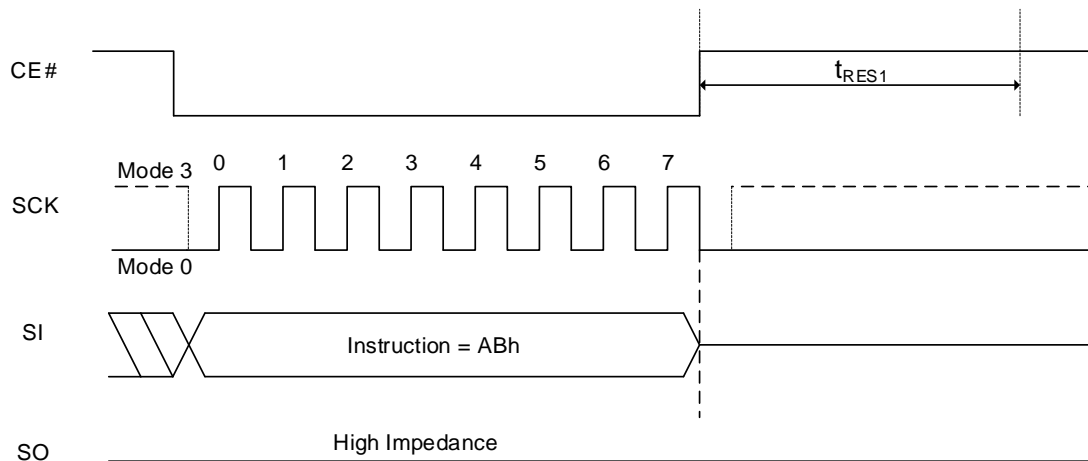 CE#
tRES1
Mode 3
0 1 2 3 4 5 6 7
SCK
Mode 0
SI
Instruction = ABh
High Impedance
SO